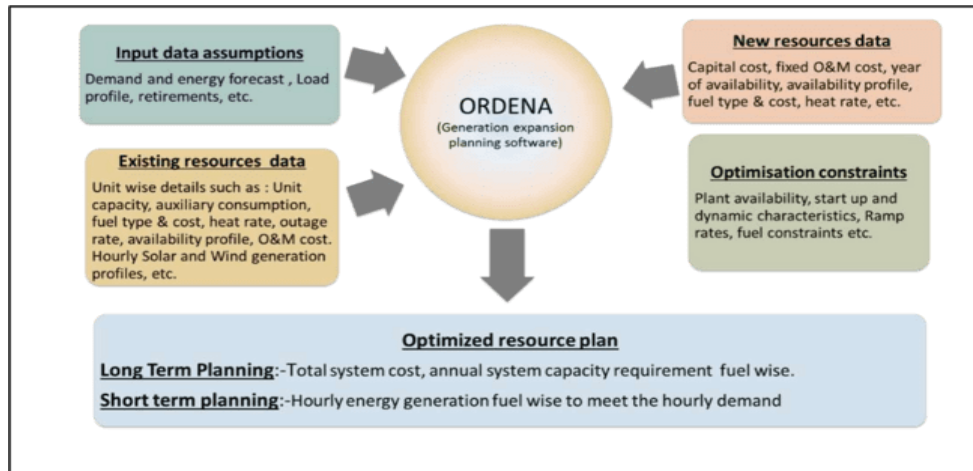 Input data assumptions
Demand and energy forecast , Load
profile, retirements, etc.
Existing resources  data
Unit wise details such as : Unit
capacity, auxiliary consumption,
fuel type & cost, heat rate, outage
rate, availability profile, O&M cost.
Hourly Solar and Wind generation
profiles, etc.
ORDENA
(Generation expansion
planning software)
New resources data
Capital cost, fixed O&M cost, year
of availability, availability profile,
fuel type & cost, heat rate, etc.
Optimisation constraints
Plant availability, start up and
dynamic characteristics, Ramp
rates, fuel constraints etc.
Optimized resource plan
Long Term Planning:-Total system cost, annual system capacity requirement  fuel wise.
Short term planning:-Hourly energy generation fuel wise to meet the hourly demand